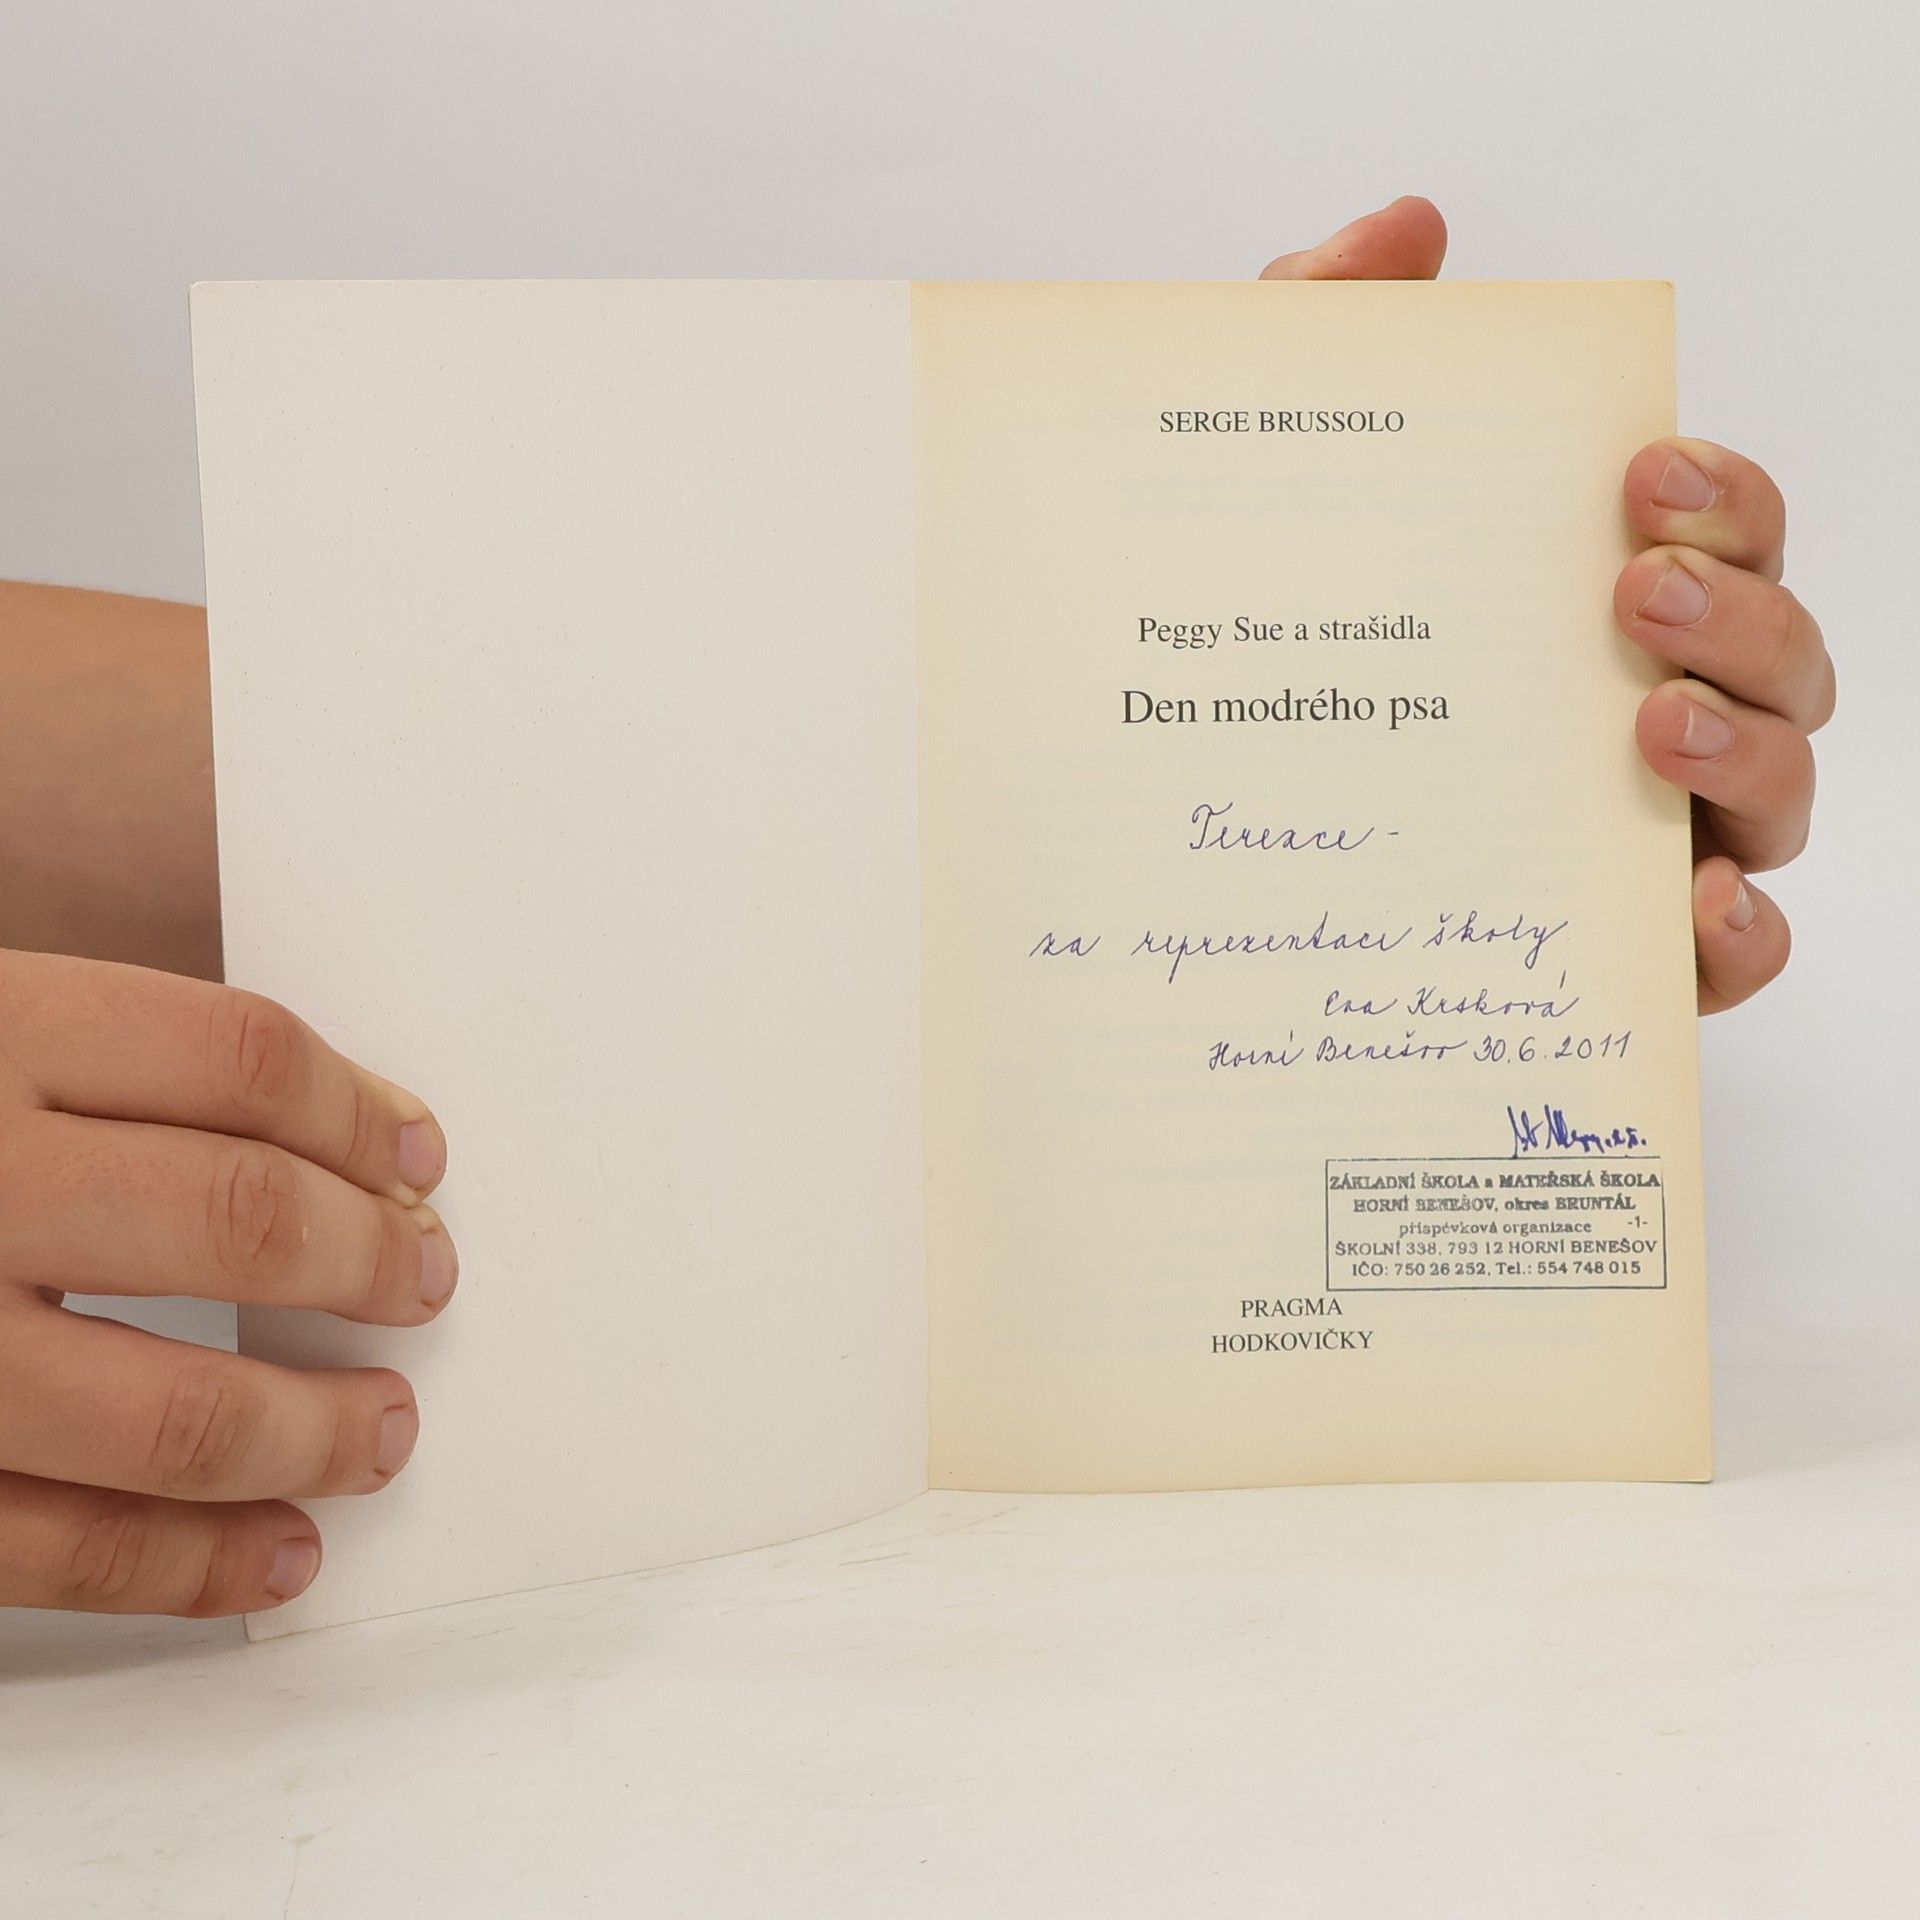 SERGE BRUSSOLO
Peggy Sue a strašidla
Den modrého psa
Terezce -
za reprezentaci školy
Eva Krsková
Horní Benešov 30.6.2011
ZÁKLADNÍ ŠKOLA a MATEŘSKÁ ŠKOLA
HORNÍ BENEŠOV, okres BRUNTÁL
příspěvková organizace -1-
ŠKOLNÍ 338, 793 12 HORNÍ BENEŠOV
IČO: 750 26 252, Tel.: 554 748 015
PRAGMA
HODKOVIČKY